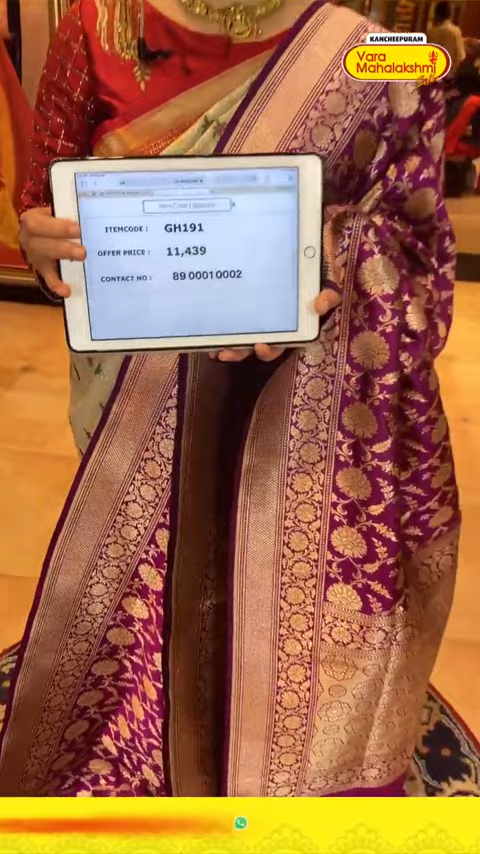 KANCHEEPURAM
Vara
Mahalakshmi
ITEMCODE : GH191
OFFER PRICE : 11,439
CONTACT NO : 89 00010002